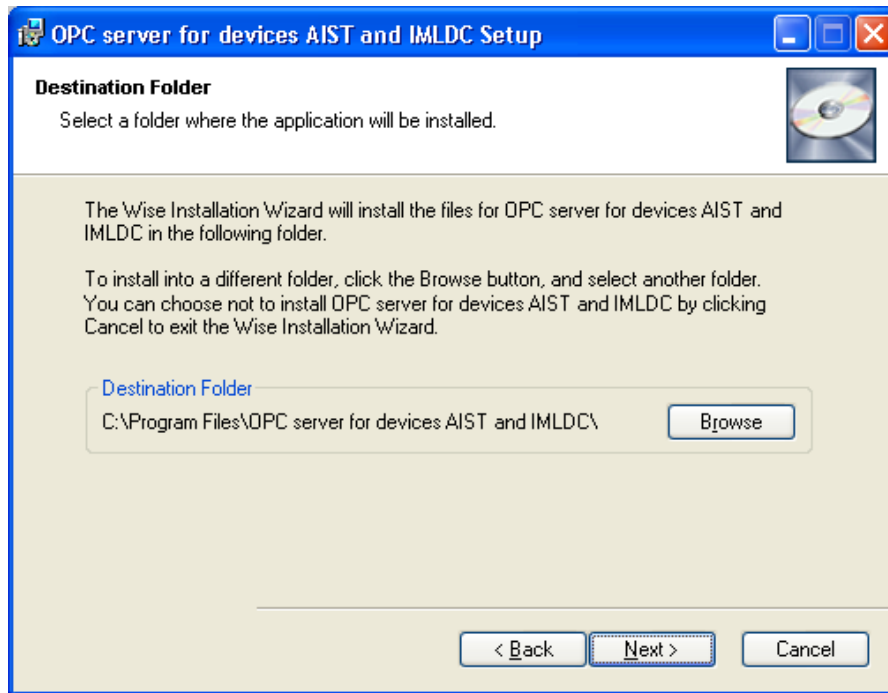 OPC server for devices AIST and IMLDC Setup
Destination Folder
Select a folder where the application will be installed.
The Wise Installation Wizard will install the files for OPC server for devices AIST and
IMLDC in the following folder.
To install into a different folder, click the Browse button, and select another folder.
You can choose not to install OPC server for devices AIST and IMLDC by clicking
Cancel to exit the Wise Installation Wizard.
Destination Folder
C:\Program Files\OPC server for devices AIST and IMLDC\
Browse
< Back
Next >
Cancel